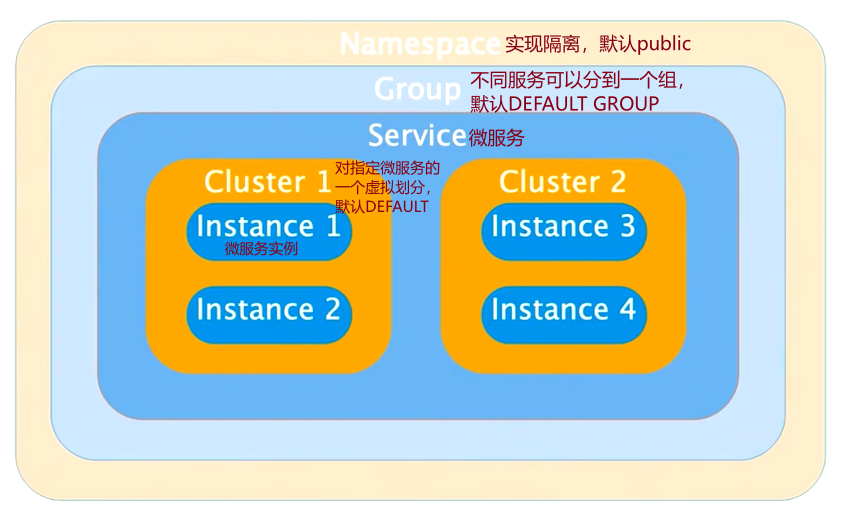 Namespace 实现隔离，默认public
Group 不同服务可以分到一个组，
默认DEFAULT GROUP
Service 微服务
Cluster 1 对指定微服务的
一个虚拟划分，
默认DEFAULT
Cluster 2
Instance 1
微服务实例
Instance 3
Instance 2
Instance 4